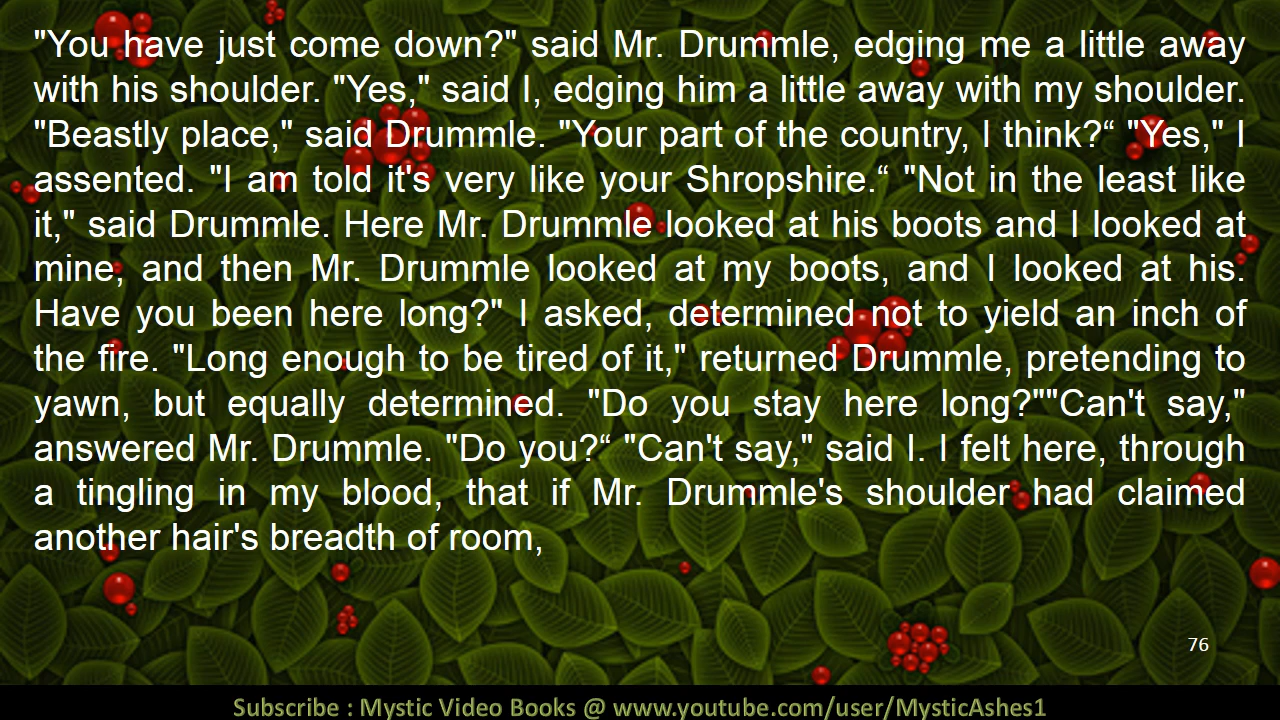 "You have just come down?" said Mr. Drummle, edging me a little away
with his shoulder. "Yes," said I, edging him a little away with my shoulder.
"Beastly place," said Drummle. "Your part of the country, I think?“ "Yes," I
assented. "I am told it's very like your Shropshire.“ "Not in the least like
it," said Drummle. Here Mr. Drummle looked at his boots and I looked at
mine, and then Mr. Drummle looked at my boots, and I looked at his.
Have you been here long?" I asked, determined not to yield an inch of
the fire. "Long enough to be tired of it," returned Drummle, pretending to
yawn, but equally determined. "Do you stay here long?""Can't say,"
answered Mr. Drummle. "Do you?“ "Can't say," said I. I felt here, through
a tingling in my blood, that if Mr. Drummle's shoulder had claimed
another hair's breadth of room,
76
Subscribe : Mystic Video Books @ www.youtube.com/user/MysticAshes1